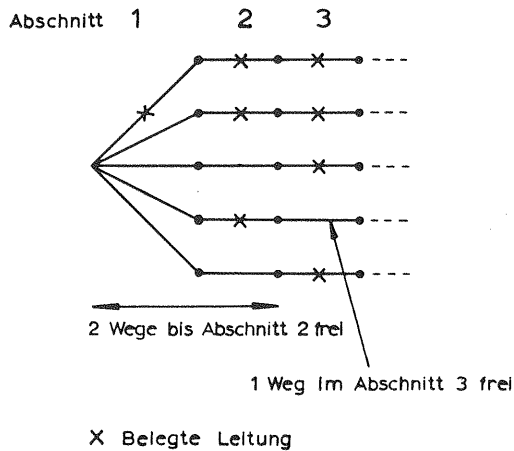 Abschnitt 1 2 3
2 Wege bis Abschnitt 2 frei
1 Weg im Abschnitt 3 frei
X Belegte Leitung